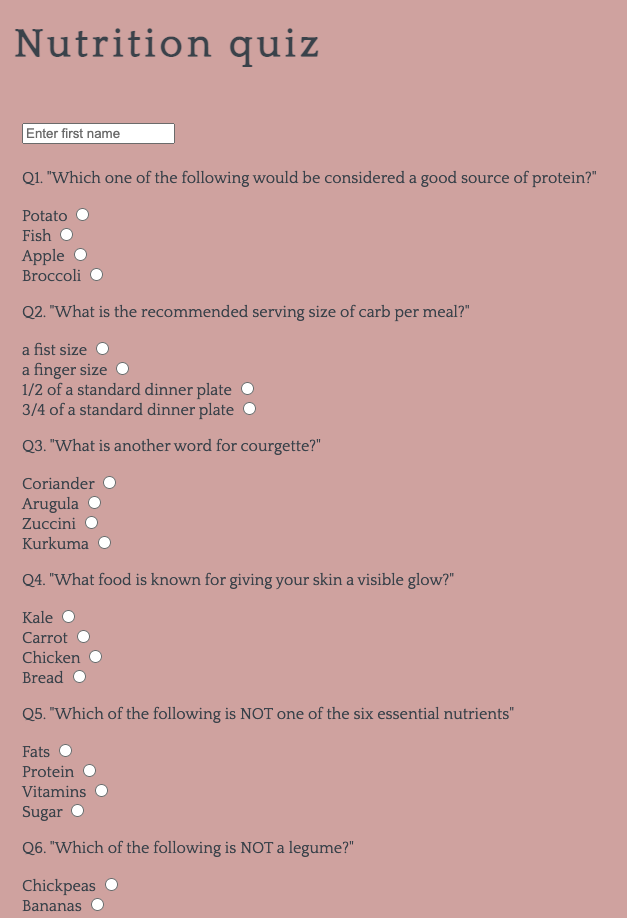 Nutrition quiz
Enter first name
Q1. "Which one of the following would be considered a good source of protein?"
Potato
Fish
Apple
Broccoli
Q2. "What is the recommended serving size of carb per meal?"
a fist size
a finger size
1/2 of a standard dinner plate
3/4 of a standard dinner plate
Q3. "What is another word for courgette?"
Coriander
Arugula
Zuccini
Kurkuma
Q4. "What food is known for giving your skin a visible glow?"
Kale
Carrot
Chicken
Bread
Q5. "Which of the following is NOT one of the six essential nutrients"
Fats
Protein
Vitamins
Sugar
Q6. "Which of the following is NOT a legume?"
Chickpeas
Bananas